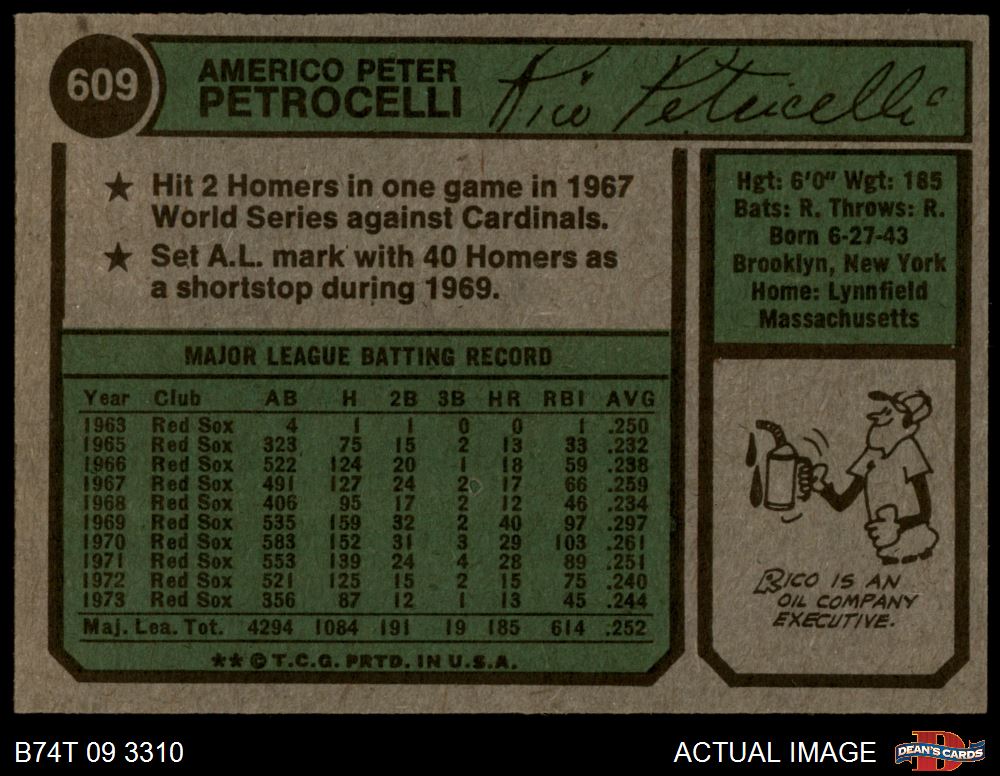 609
AMERICO PETER
PETROCELLI
Rico Petrocelli
★ Hit 2 Homers in one game in 1967
World Series against Cardinals.
★ Set A.L. mark with 40 Homers as
a shortstop during 1969.
Hgt: 6'0" Wgt: 185
Bats: R. Throws: R.
Born 6-27-43
Brooklyn, New York
Home: Lynnfield
Massachusetts
MAJOR LEAGUE BATTING RECORD
Year Club AB H 2B 3B HR RBI AVG
1963 Red Sox 4 1 1 0 0 1 .250
1965 Red Sox 323 75 15 2 13 33 .232
1966 Red Sox 522 124 20 1 18 59 .238
1967 Red Sox 491 127 24 2 17 66 .259
1968 Red Sox 406 95 17 2 12 46 .234
1969 Red Sox 535 159 32 2 40 97 .297
1970 Red Sox 583 152 31 3 29 103 .261
1971 Red Sox 553 139 24 4 28 89 .251
1972 Red Sox 521 125 15 2 15 75 .240
1973 Red Sox 356 87 12 1 13 45 .244
Maj. Lea. Tot. 4294 1084 191 19 185 614 .252
★★ © T.C.G. PRTD. IN U.S.A.
RICO IS AN
OIL COMPANY
EXECUTIVE.
B74T 09 3310
ACTUAL IMAGE
DEAN'S CARDS